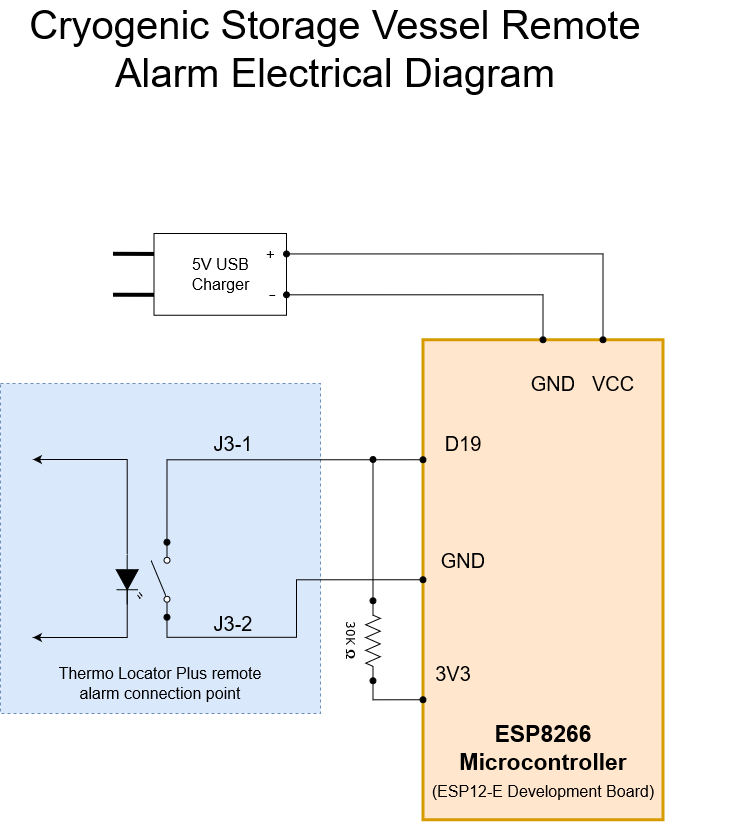 Cryogenic Storage Vessel Remote
Alarm Electrical Diagram
5V USB
Charger
+
-
GND VCC
J3-1
D19
GND
J3-2
30K Ω
3V3
Thermo Locator Plus remote
alarm connection point
ESP8266
Microcontroller
(ESP12-E Development Board)